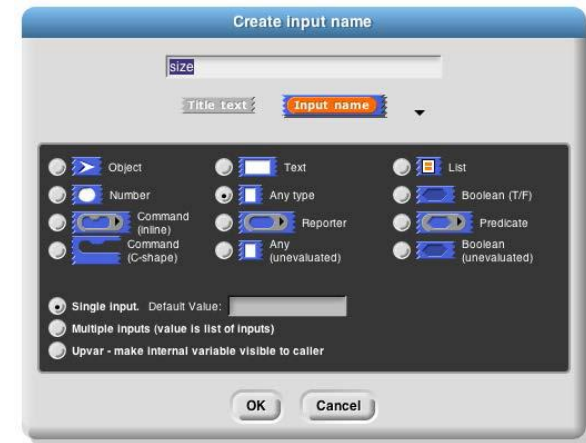 Create input name
size
Title text Input name
Object Text List
Number Any type Boolean (T/F)
Command (inline) Reporter Predicate
Command (C-shape) Any (unevaluated) Boolean (unevaluated)
Single input. Default Value:
Multiple inputs (value is list of inputs)
Upvar - make internal variable visible to caller
OK Cancel